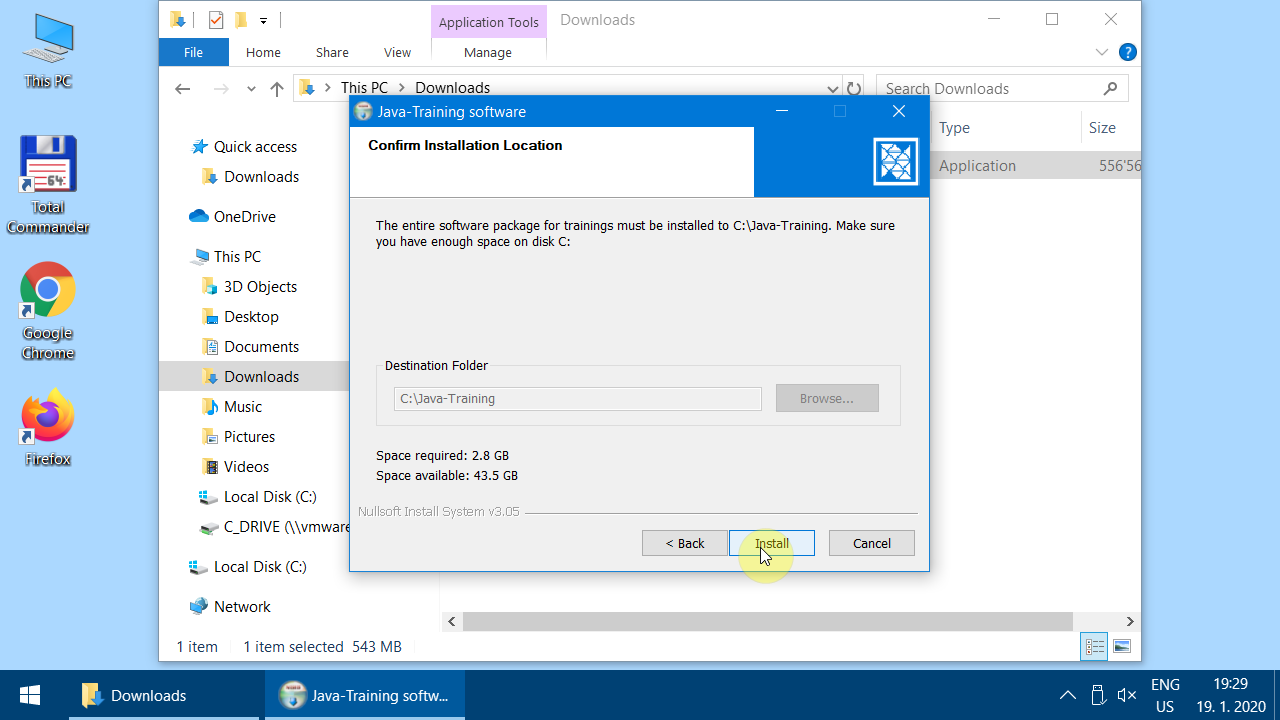 This PC
Total
Commander
Google
Chrome
Firefox
64
Application Tools
Downloads
File
Home
Share
View
Manage
This PC
Downloads
Search Downloads
Type
Size
Application
556'56
Quick access
Downloads
OneDrive
This PC
3D Objects
Desktop
Documents
Downloads
Music
Pictures
Videos
Local Disk (C:)
C_DRIVE (\\vmware
Local Disk (C:)
Network
1 item
1 item selected 543 MB
Java-Training software
Confirm Installation Location
The entire software package for trainings must be installed to C:\Java-Training. Make sure
you have enough space on disk C:
Destination Folder
C:\Java-Training
Browse...
Space required: 2.8 GB
Space available: 43.5 GB
Nullsoft Install System v3.05
< Back
Install
Cancel
Downloads
Java-Training softw...
ENG
US
19:29
19. 1. 2020